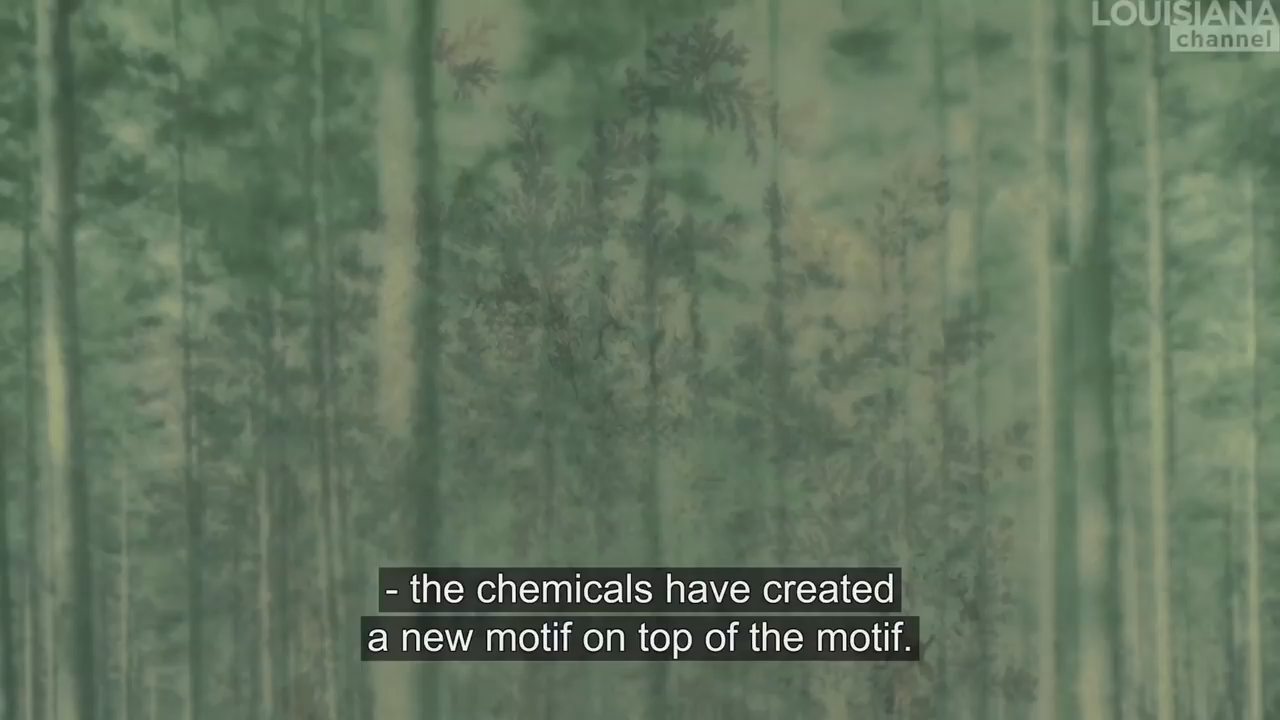 LOUISIANA
channel
- the chemicals have created
a new motif on top of the motif.